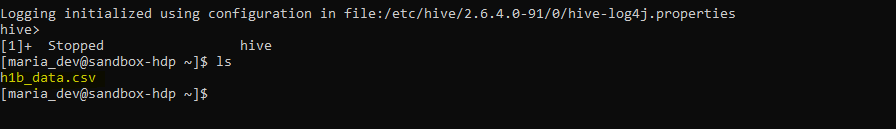 Logging initialized using configuration in file:/etc/hive/2.6.4.0-91/0/hive-log4j.properties
hive>
[1]+  Stopped                 hive
[maria_dev@sandbox-hdp ~]$ ls
h1b_data.csv
[maria_dev@sandbox-hdp ~]$